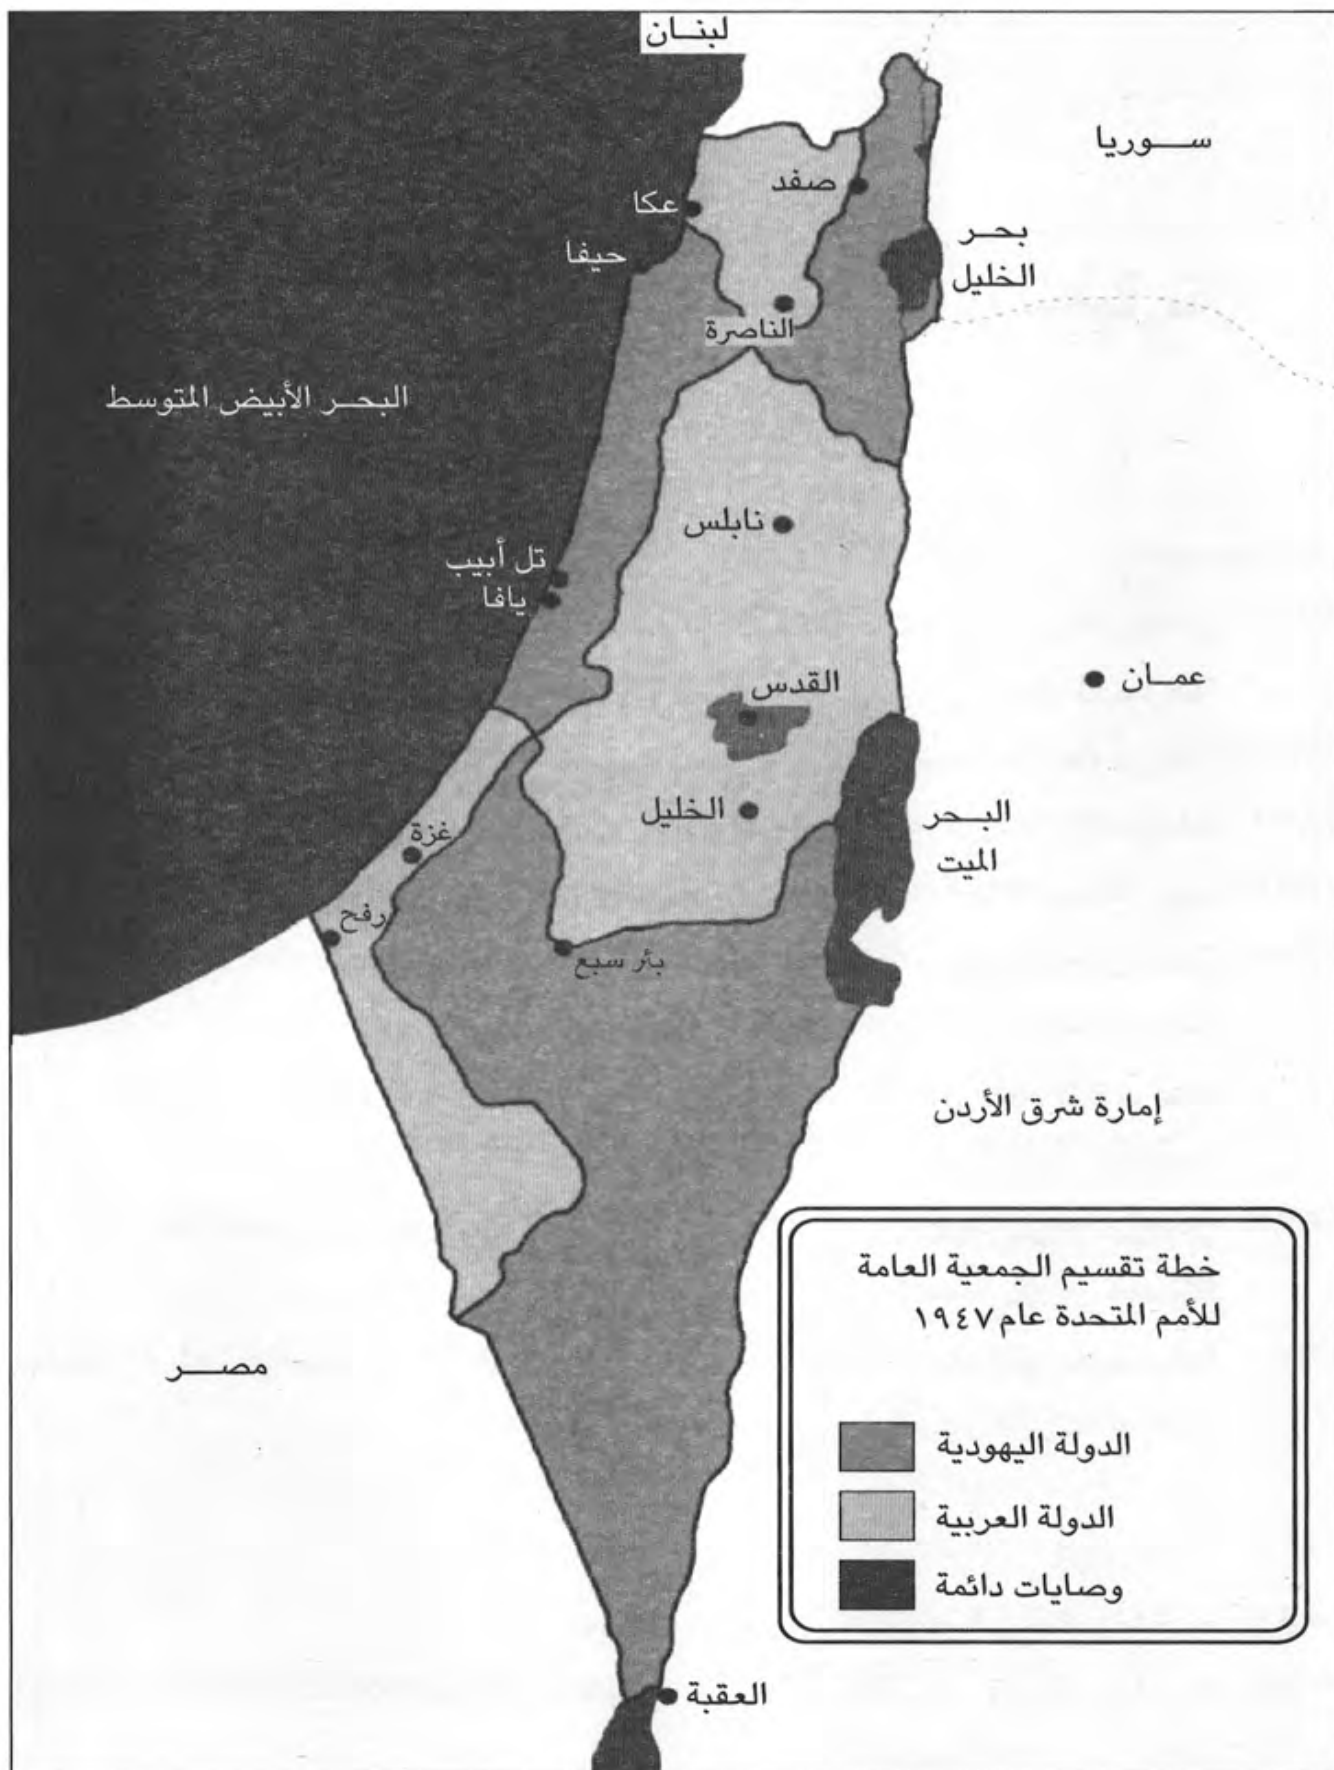 لبنان
سوريا
صفد
عكا
بحر
الخليل
حيفا
الناصرة
البحر الأبيض المتوسط
نابلس
تل أبيب
يافا
القدس
عمان
الخليل
البحر
الميت
غزة
رفح
بئر سبع
إمارة شرق الأردن
خطة تقسيم الجمعية العامة
للأمم المتحدة عام ١٩٤٧
مصر
الدولة اليهودية
الدولة العربية
وصايات دائمة
العقبة